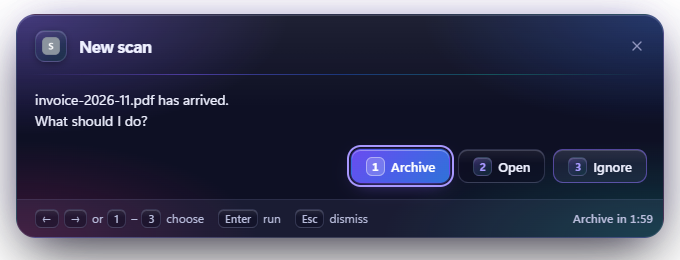 S New scan
invoice-2026-11.pdf has arrived.
What should I do?
1 Archive 2 Open 3 Ignore
← → or 1 – 3 choose Enter run Esc dismiss Archive in 1:59